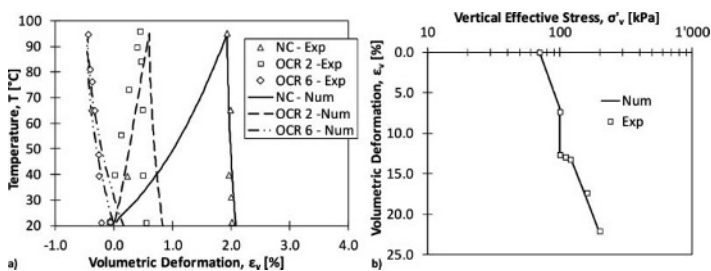 Temperature, T [°C]
100
90
80
70
60
50
40
30
20
-1.0
0.0
1.0
2.0
3.0
4.0
Volumetric Deformation, εv [%]
NC - Exp
OCR 2 -Exp
OCR 6 - Exp
NC - Num
OCR 2 -Num
OCR 6 - Num
a)
Vertical Effective Stress, σ'v [kPa]
10
100
1000
Volumetric Deformation, εv [%]
0.0
5.0
10.0
15.0
20.0
25.0
Num
Exp
b)